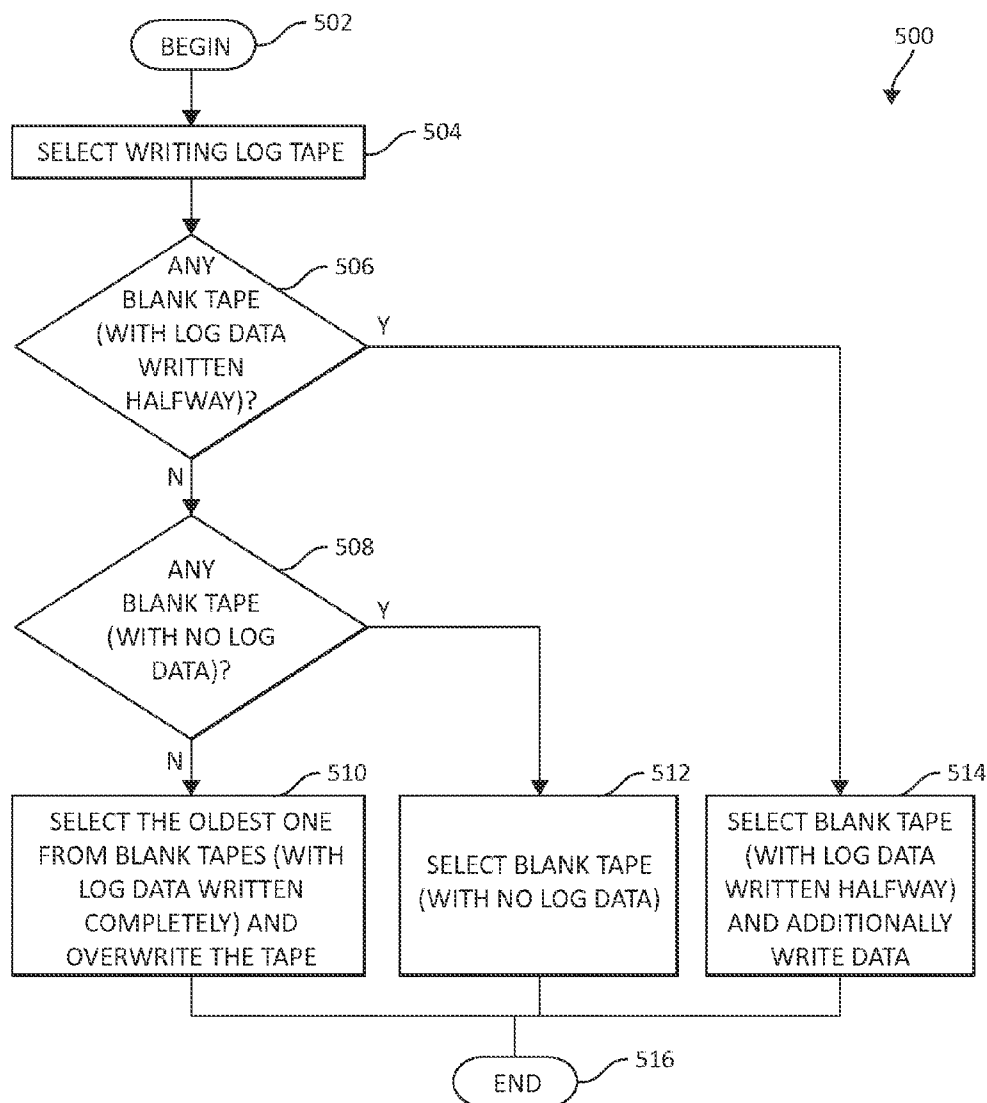 BEGIN
502
500
SELECT WRITING LOG TAPE
504
ANY
BLANK TAPE
(WITH LOG DATA
WRITTEN
HALFWAY)?
506
Y
N
ANY
BLANK TAPE
(WITH NO LOG
DATA)?
508
Y
N
510
SELECT THE OLDEST ONE
FROM BLANK TAPES (WITH
LOG DATA WRITTEN
COMPLETELY) AND
OVERWRITE THE TAPE
512
SELECT BLANK TAPE
(WITH NO LOG DATA)
514
SELECT BLANK TAPE
(WITH LOG DATA
WRITTEN HALFWAY)
AND ADDITIONALLY
WRITE DATA
END
516